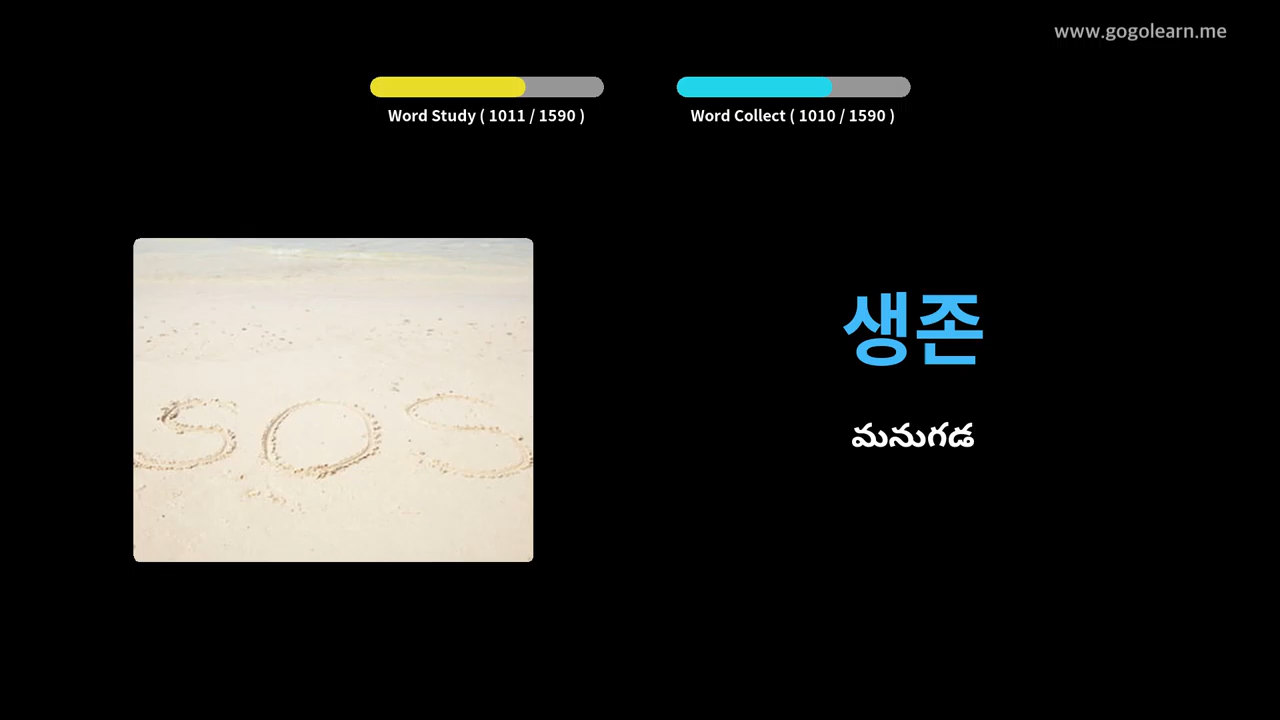 www.gogolearn.me
Word Study ( 1011 / 1590 )
Word Collect ( 1010 / 1590 )
SOS
생존
మనుగడ